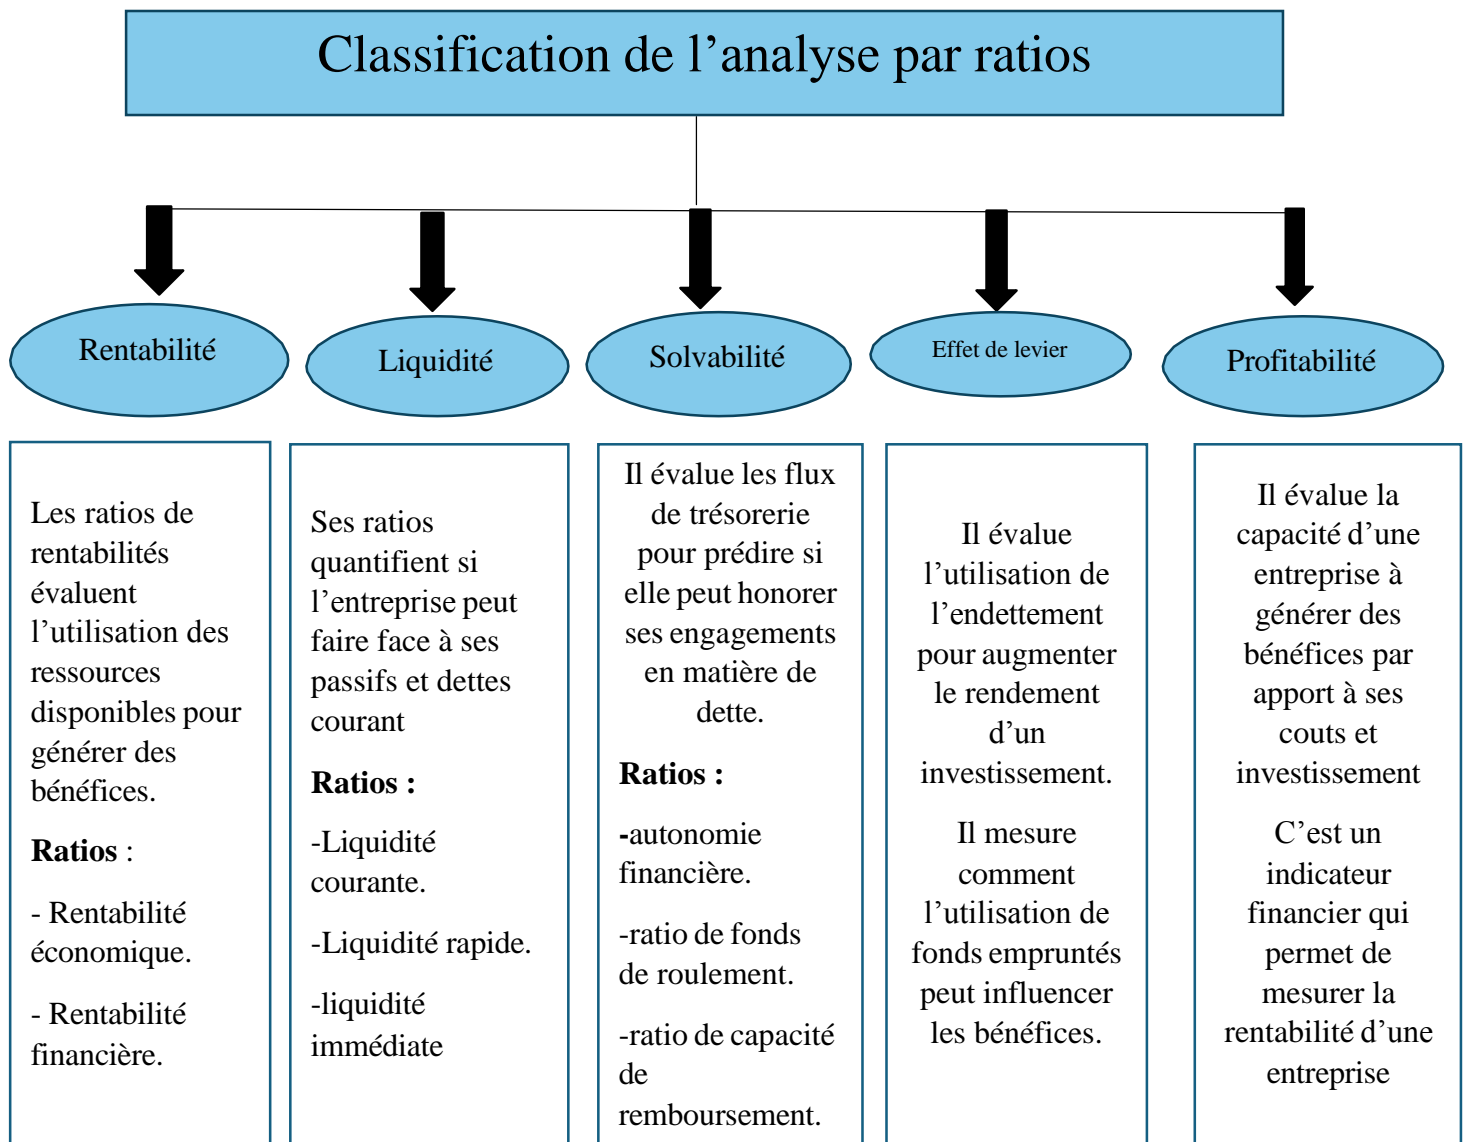 Classification de l’analyse par ratios
Rentabilité
Liquidité
Solvabilité
Effet de levier
Profitabilité
Les ratios de
rentabilités
évaluent
l’utilisation des
ressources
disponibles pour
générer des
bénéfices.
Ratios :
- Rentabilité
économique.
- Rentabilité
financière.
Ses ratios
quantifient si
l’entreprise peut
faire face à ses
passifs et dettes
courant
Ratios :
-Liquidité
courante.
-Liquidité rapide.
-liquidité
immédiate
Il évalue les flux
de trésorerie
pour prédire si
elle peut honorer
ses engagements
en matière de
dette.
Ratios :
-autonomie
financière.
-ratio de fonds
de roulement.
-ratio de capacité
de
remboursement.
Il évalue
l’utilisation de
l’endettement
pour augmenter
le rendement
d’un
investissement.
Il mesure
comment
l’utilisation de
fonds empruntés
peut influencer
les bénéfices.
Il évalue la
capacité d’une
entreprise à
générer des
bénéfices par
apport à ses
couts et
investissement
C’est un
indicateur
financier qui
permet de
mesurer la
rentabilité d’une
entreprise